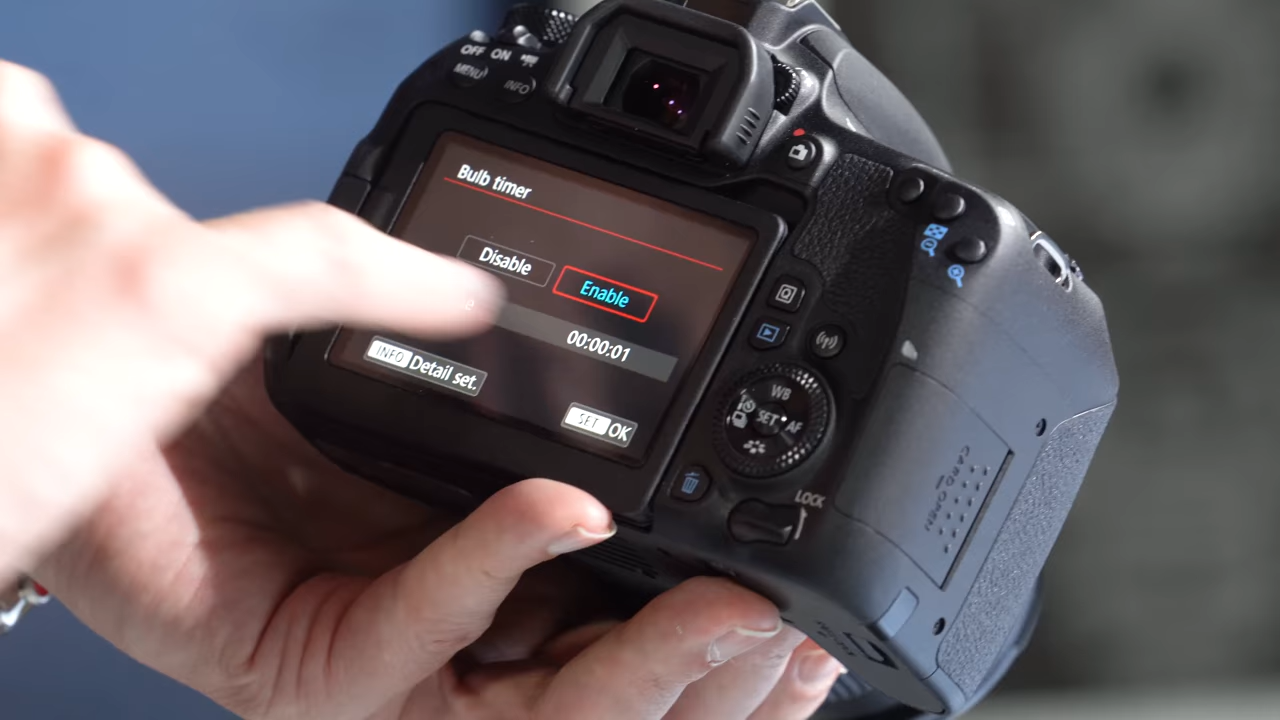 OFF ON
MENU
INFO
Bulb timer
Disable
Enable
00:00:01
INFO Detail set.
SET OK
WB
SET
AF
LOCK
CARD OPEN